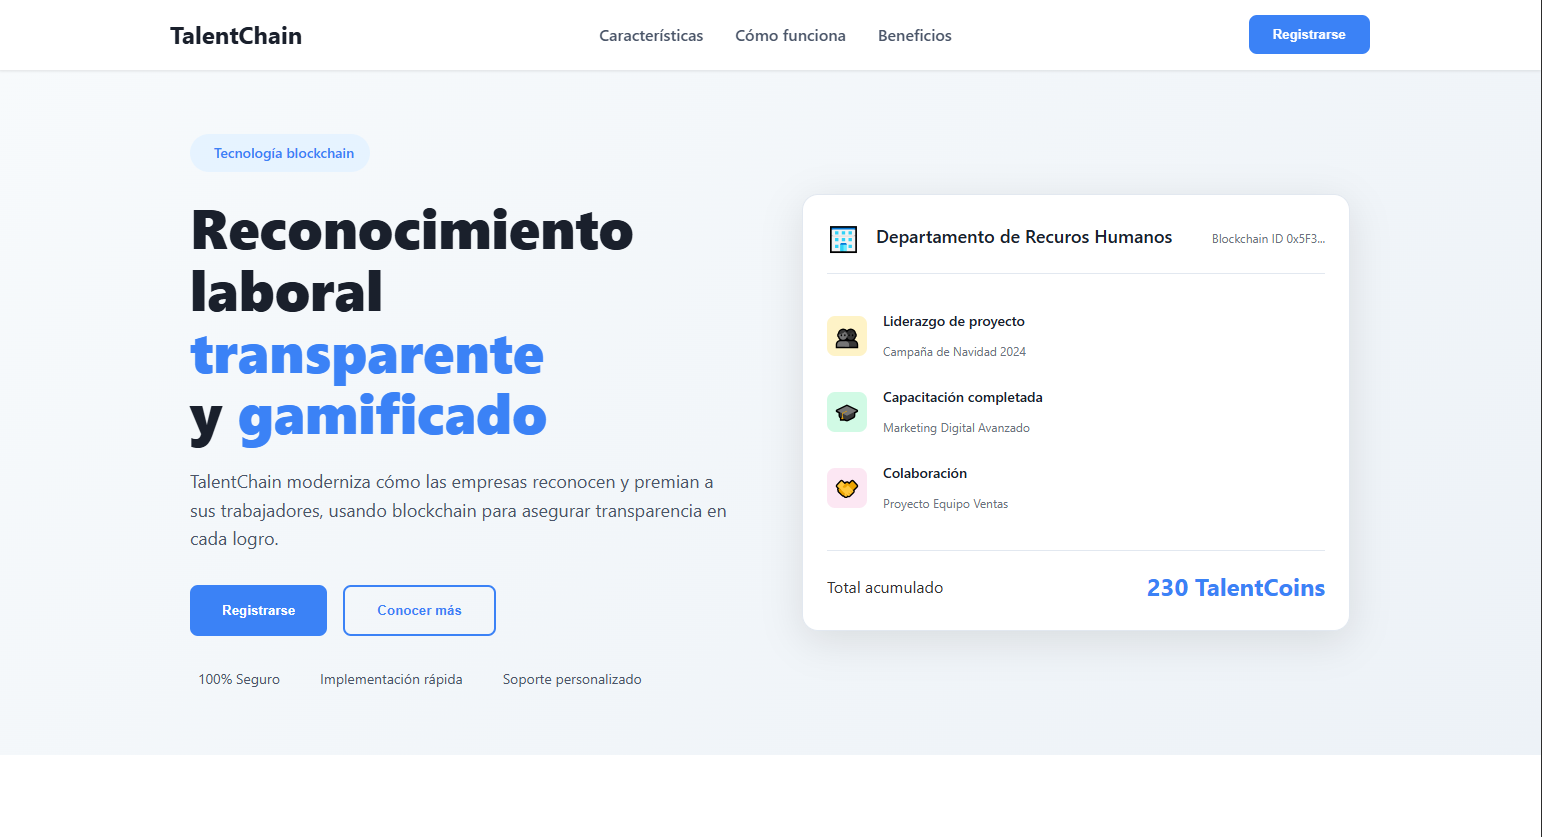 TalentChain
Características
Cómo funciona
Beneficios
Registrarse
Tecnología blockchain
Reconocimiento
laboral
transparente
y gamificado
TalentChain moderniza cómo las empresas reconocen y premian a
sus trabajadores, usando blockchain para asegurar transparencia en
cada logro.
Registrarse
Conocer más
100% Seguro
Implementación rápida
Soporte personalizado
Departamento de Recuros Humanos
Blockchain ID 0x5F3...
Liderazgo de proyecto
Campaña de Navidad 2024
Capacitación completada
Marketing Digital Avanzado
Colaboración
Proyecto Equipo Ventas
Total acumulado
230 TalentCoins